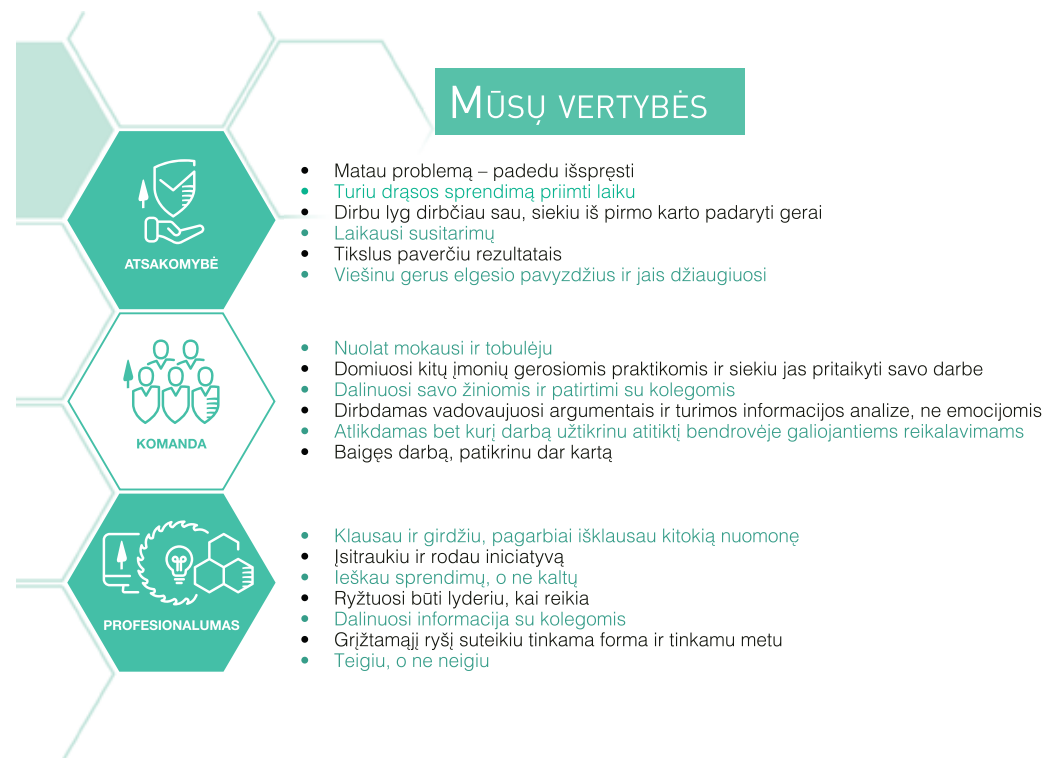 MŪSŲ VERTYBĖS
ATSAKOMYBĖ
• Matau problemą – padedu išspręsti
• Turiu drąsos sprendimą priimti laiku
• Dirbu lyg dirbčiau sau, siekiu iš pirmo karto padaryti gerai
• Laikausi susitarimų
• Tikslus paverčiu rezultatais
• Viešinu gerus elgesio pavyzdžius ir jais džiaugiuosi
KOMANDA
• Nuolat mokausi ir tobulėju
• Domiuosi kitų įmonių gerosiomis praktikomis ir siekiu jas pritaikyti savo darbe
• Dalinuosi savo žiniomis ir patirtimi su kolegomis
• Dirbdamas vadovaujuosi argumentais ir turimos informacijos analize, ne emocijomis
• Atlikdamas bet kurį darbą užtikrinu atitiktį bendrovėje galiojantiems reikalavimams
• Baigęs darbą, patikrinu dar kartą
PROFESIONALUMAS
• Klausau ir girdžiu, pagarbiai išklausau kitokią nuomonę
• Įsitraukiu ir rodau iniciatyvą
• Ieškau sprendimų, o ne kaltų
• Ryžtuosi būti lyderiu, kai reikia
• Dalinuosi informacija su kolegomis
• Grįžtamąjį ryšį suteikiu tinkama forma ir tinkamu metu
• Teigiu, o ne neigiu